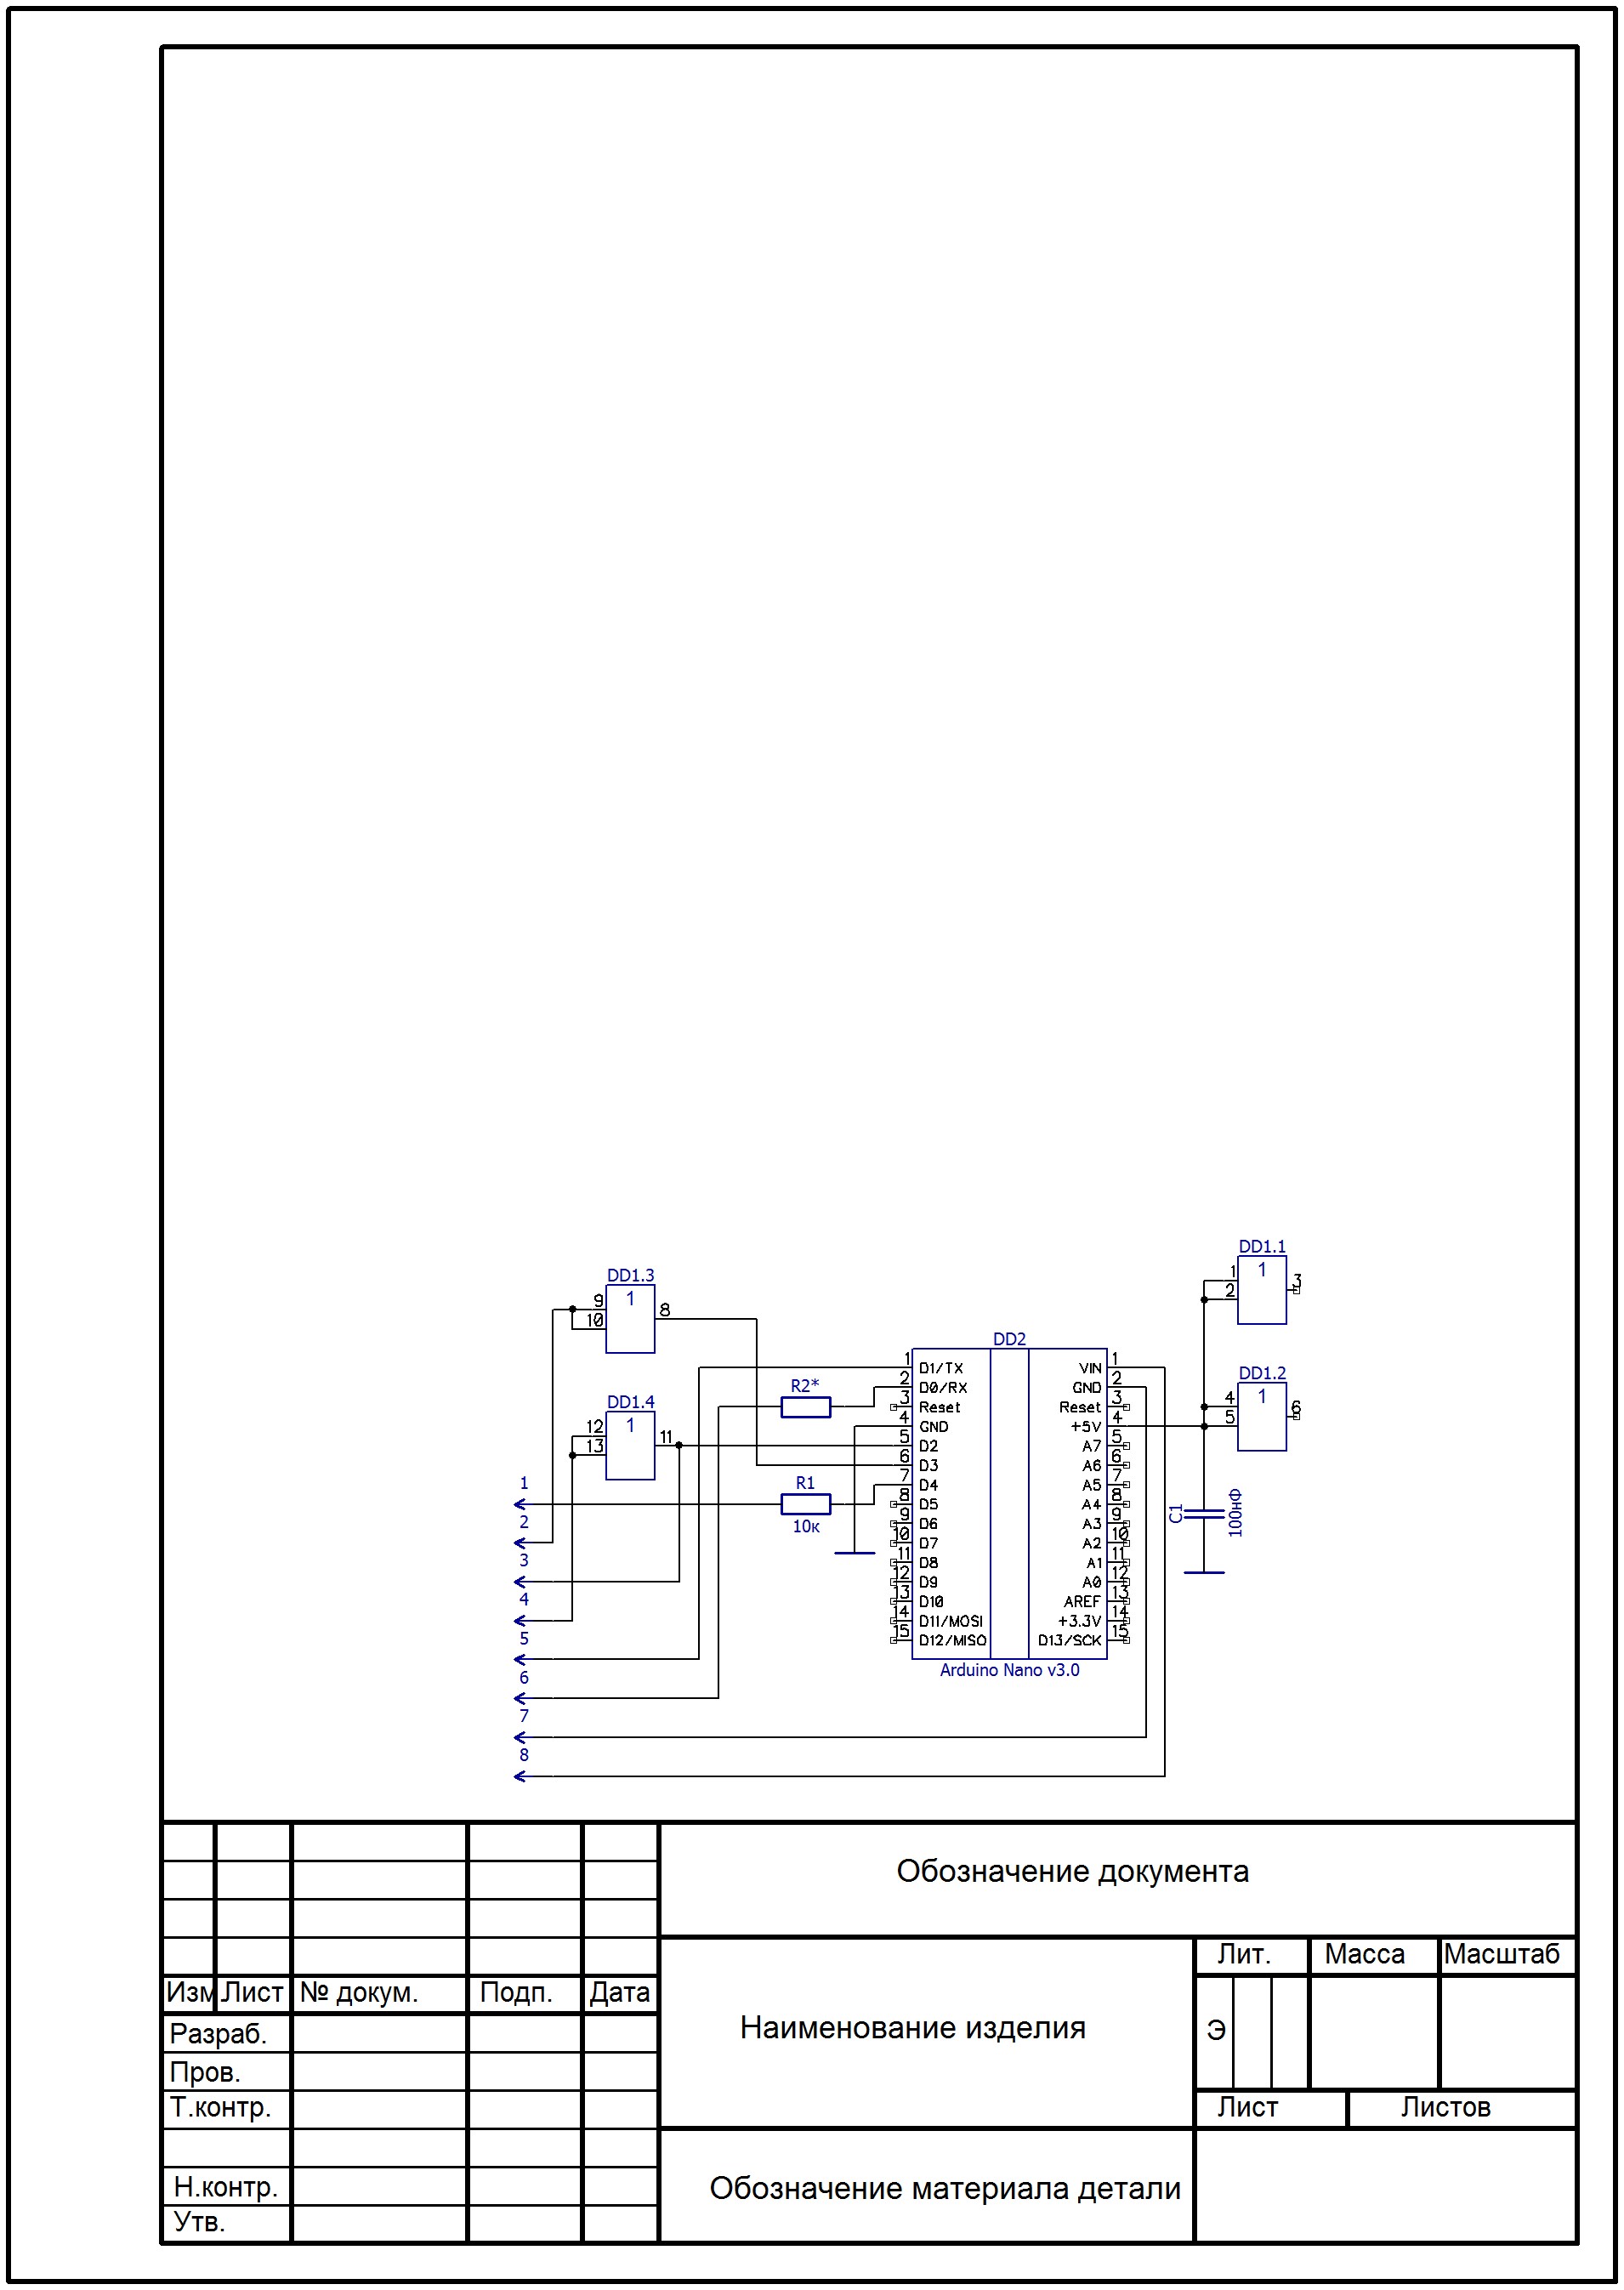 DD1.1
1
1
2
3
DD1.3
1
9
10
8
DD1.2
1
4
5
6
DD1.4
1
12
13
11
DD2
1 D1/TX VIN 1
2 D0/RX GND 2
3 Reset Reset 3
4 GND +5V 4
5 D2 A7 5
6 D3 A6 6
7 D4 A5 7
8 D5 A4 8
9 D6 A3 9
10 D7 A2 10
11 D8 A1 11
12 D9 A0 12
13 D10 AREF 13
14 D11/MOSI +3.3V 14
15 D12/MISO D13/SCK 15
Arduino Nano v3.0
R2*
R1
10к
C1
100нФ
1
2
3
4
5
6
7
8
Обозначение документа
Лит. Масса Масштаб
Изм Лист № докум. Подп. Дата
Разраб.
Пров.
Т.контр.
Н.контр.
Утв.
Наименование изделия
Э
Лист Листов
Обозначение материала детали